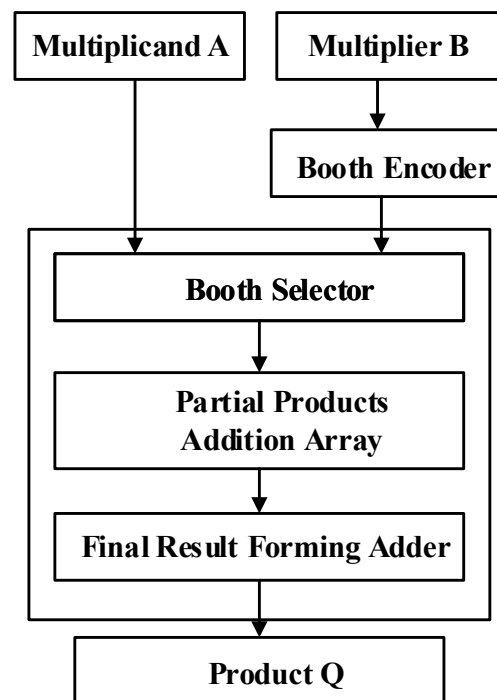 Multiplicand A
Multiplier B
Booth Encoder
Booth Selector
Partial Products
Addition Array
Final Result Forming Adder
Product Q